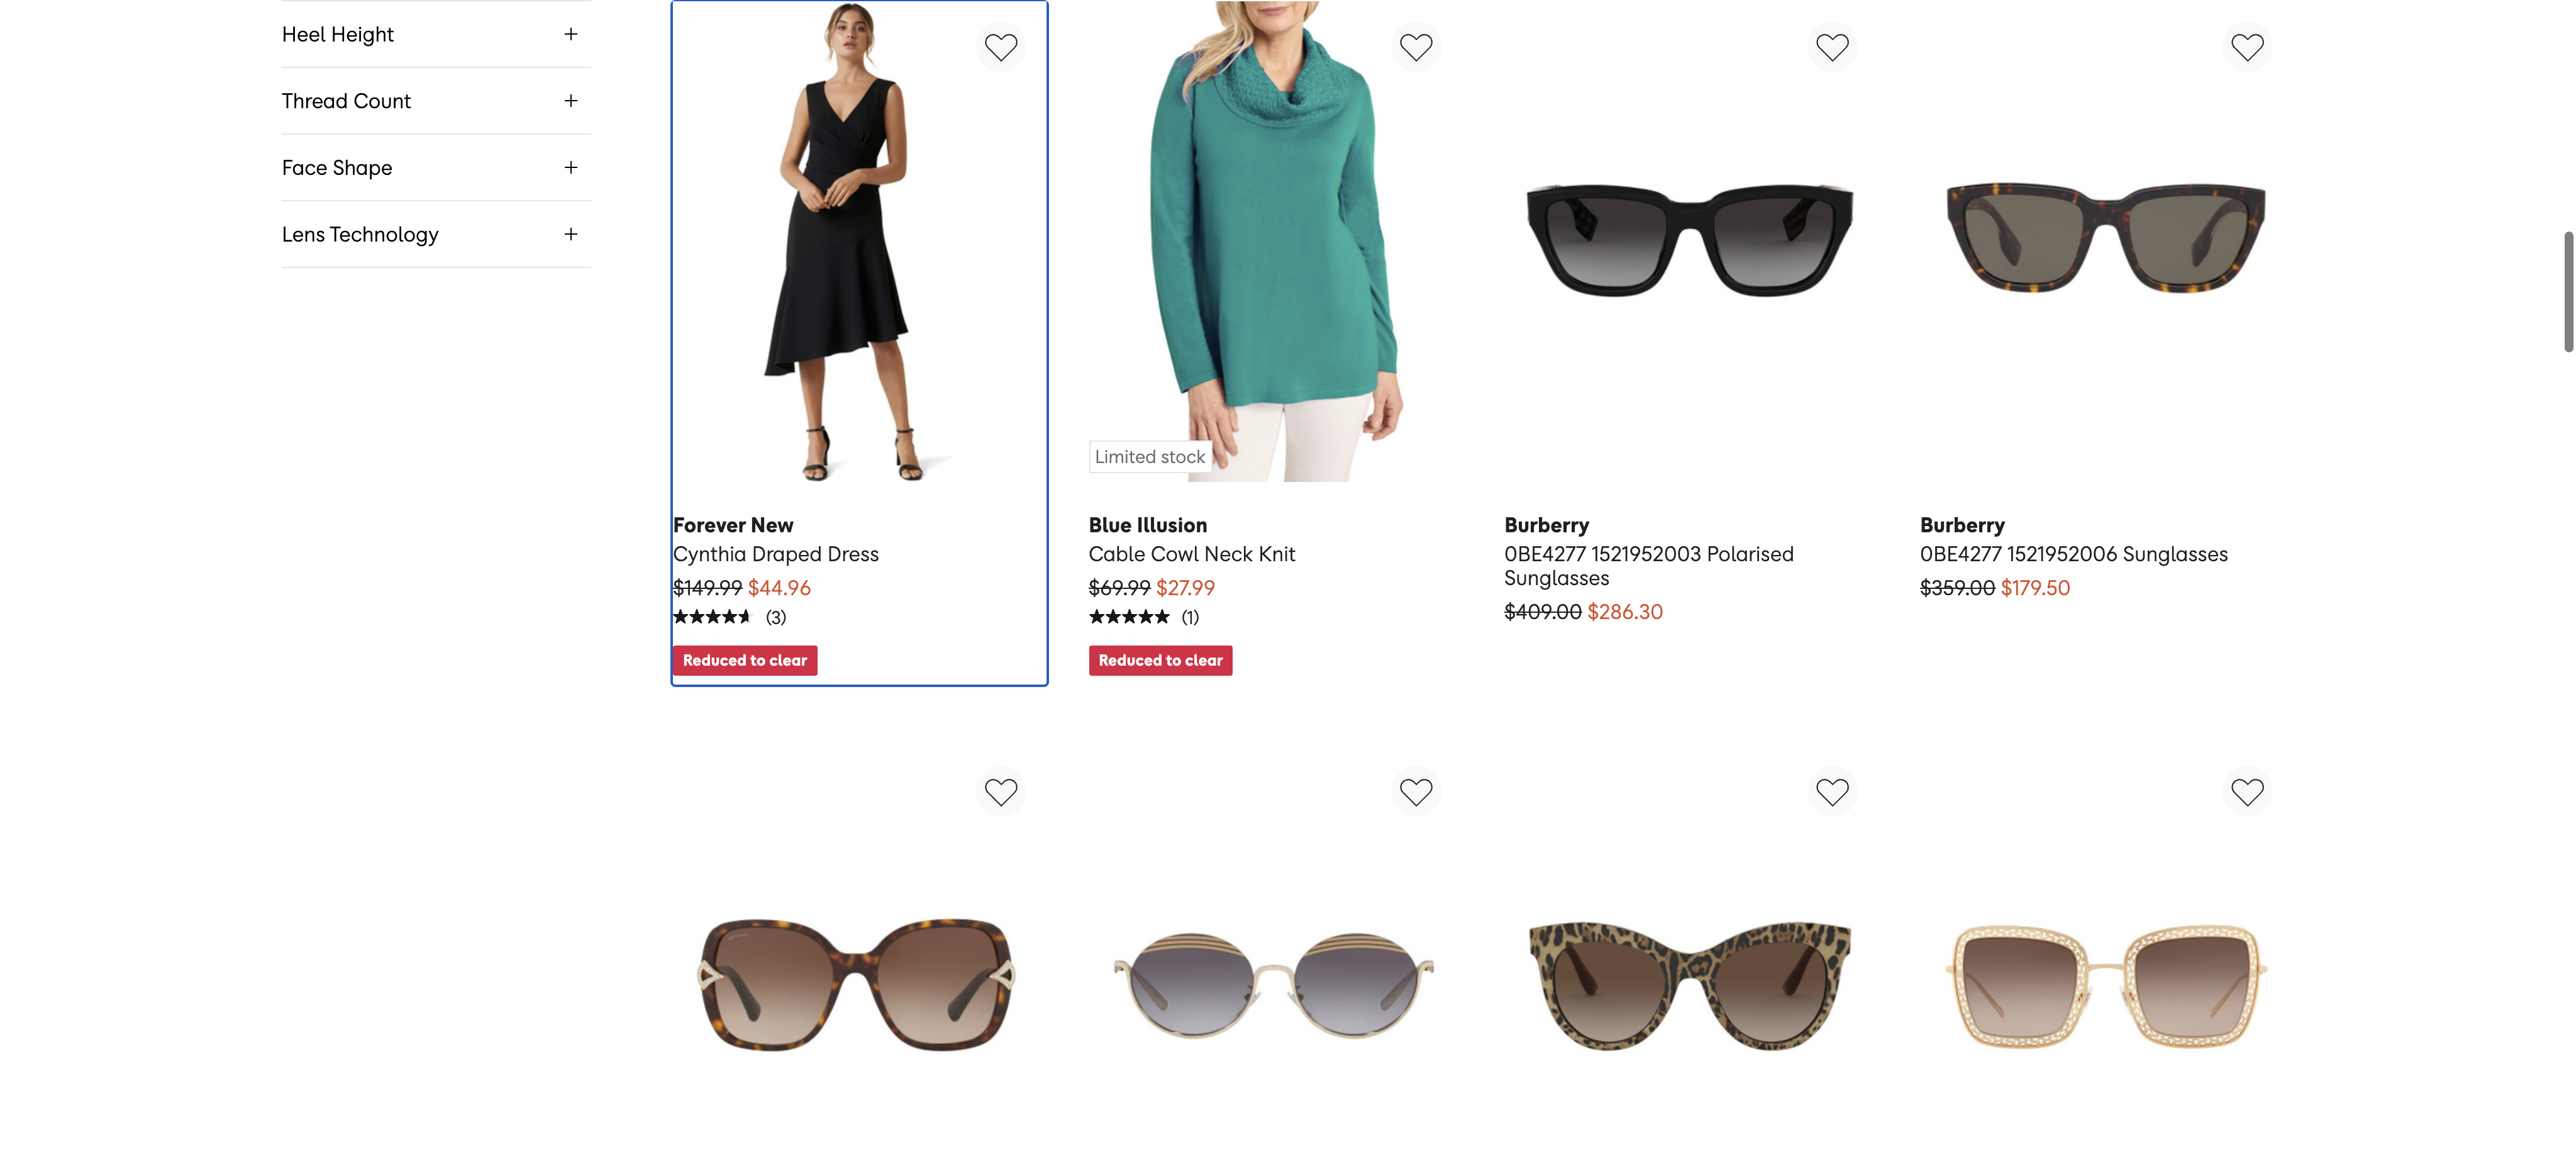 Heel Height
Thread Count
Face Shape
Lens Technology
Limited stock
Forever New
Cynthia Draped Dress
$149.99 $44.96
(3)
Reduced to clear
Blue Illusion
Cable Cowl Neck Knit
$69.99 $27.99
(1)
Reduced to clear
Burberry
0BE4277 1521952003 Polarised
Sunglasses
$409.00 $286.30
Burberry
0BE4277 1521952006 Sunglasses
$359.00 $179.50